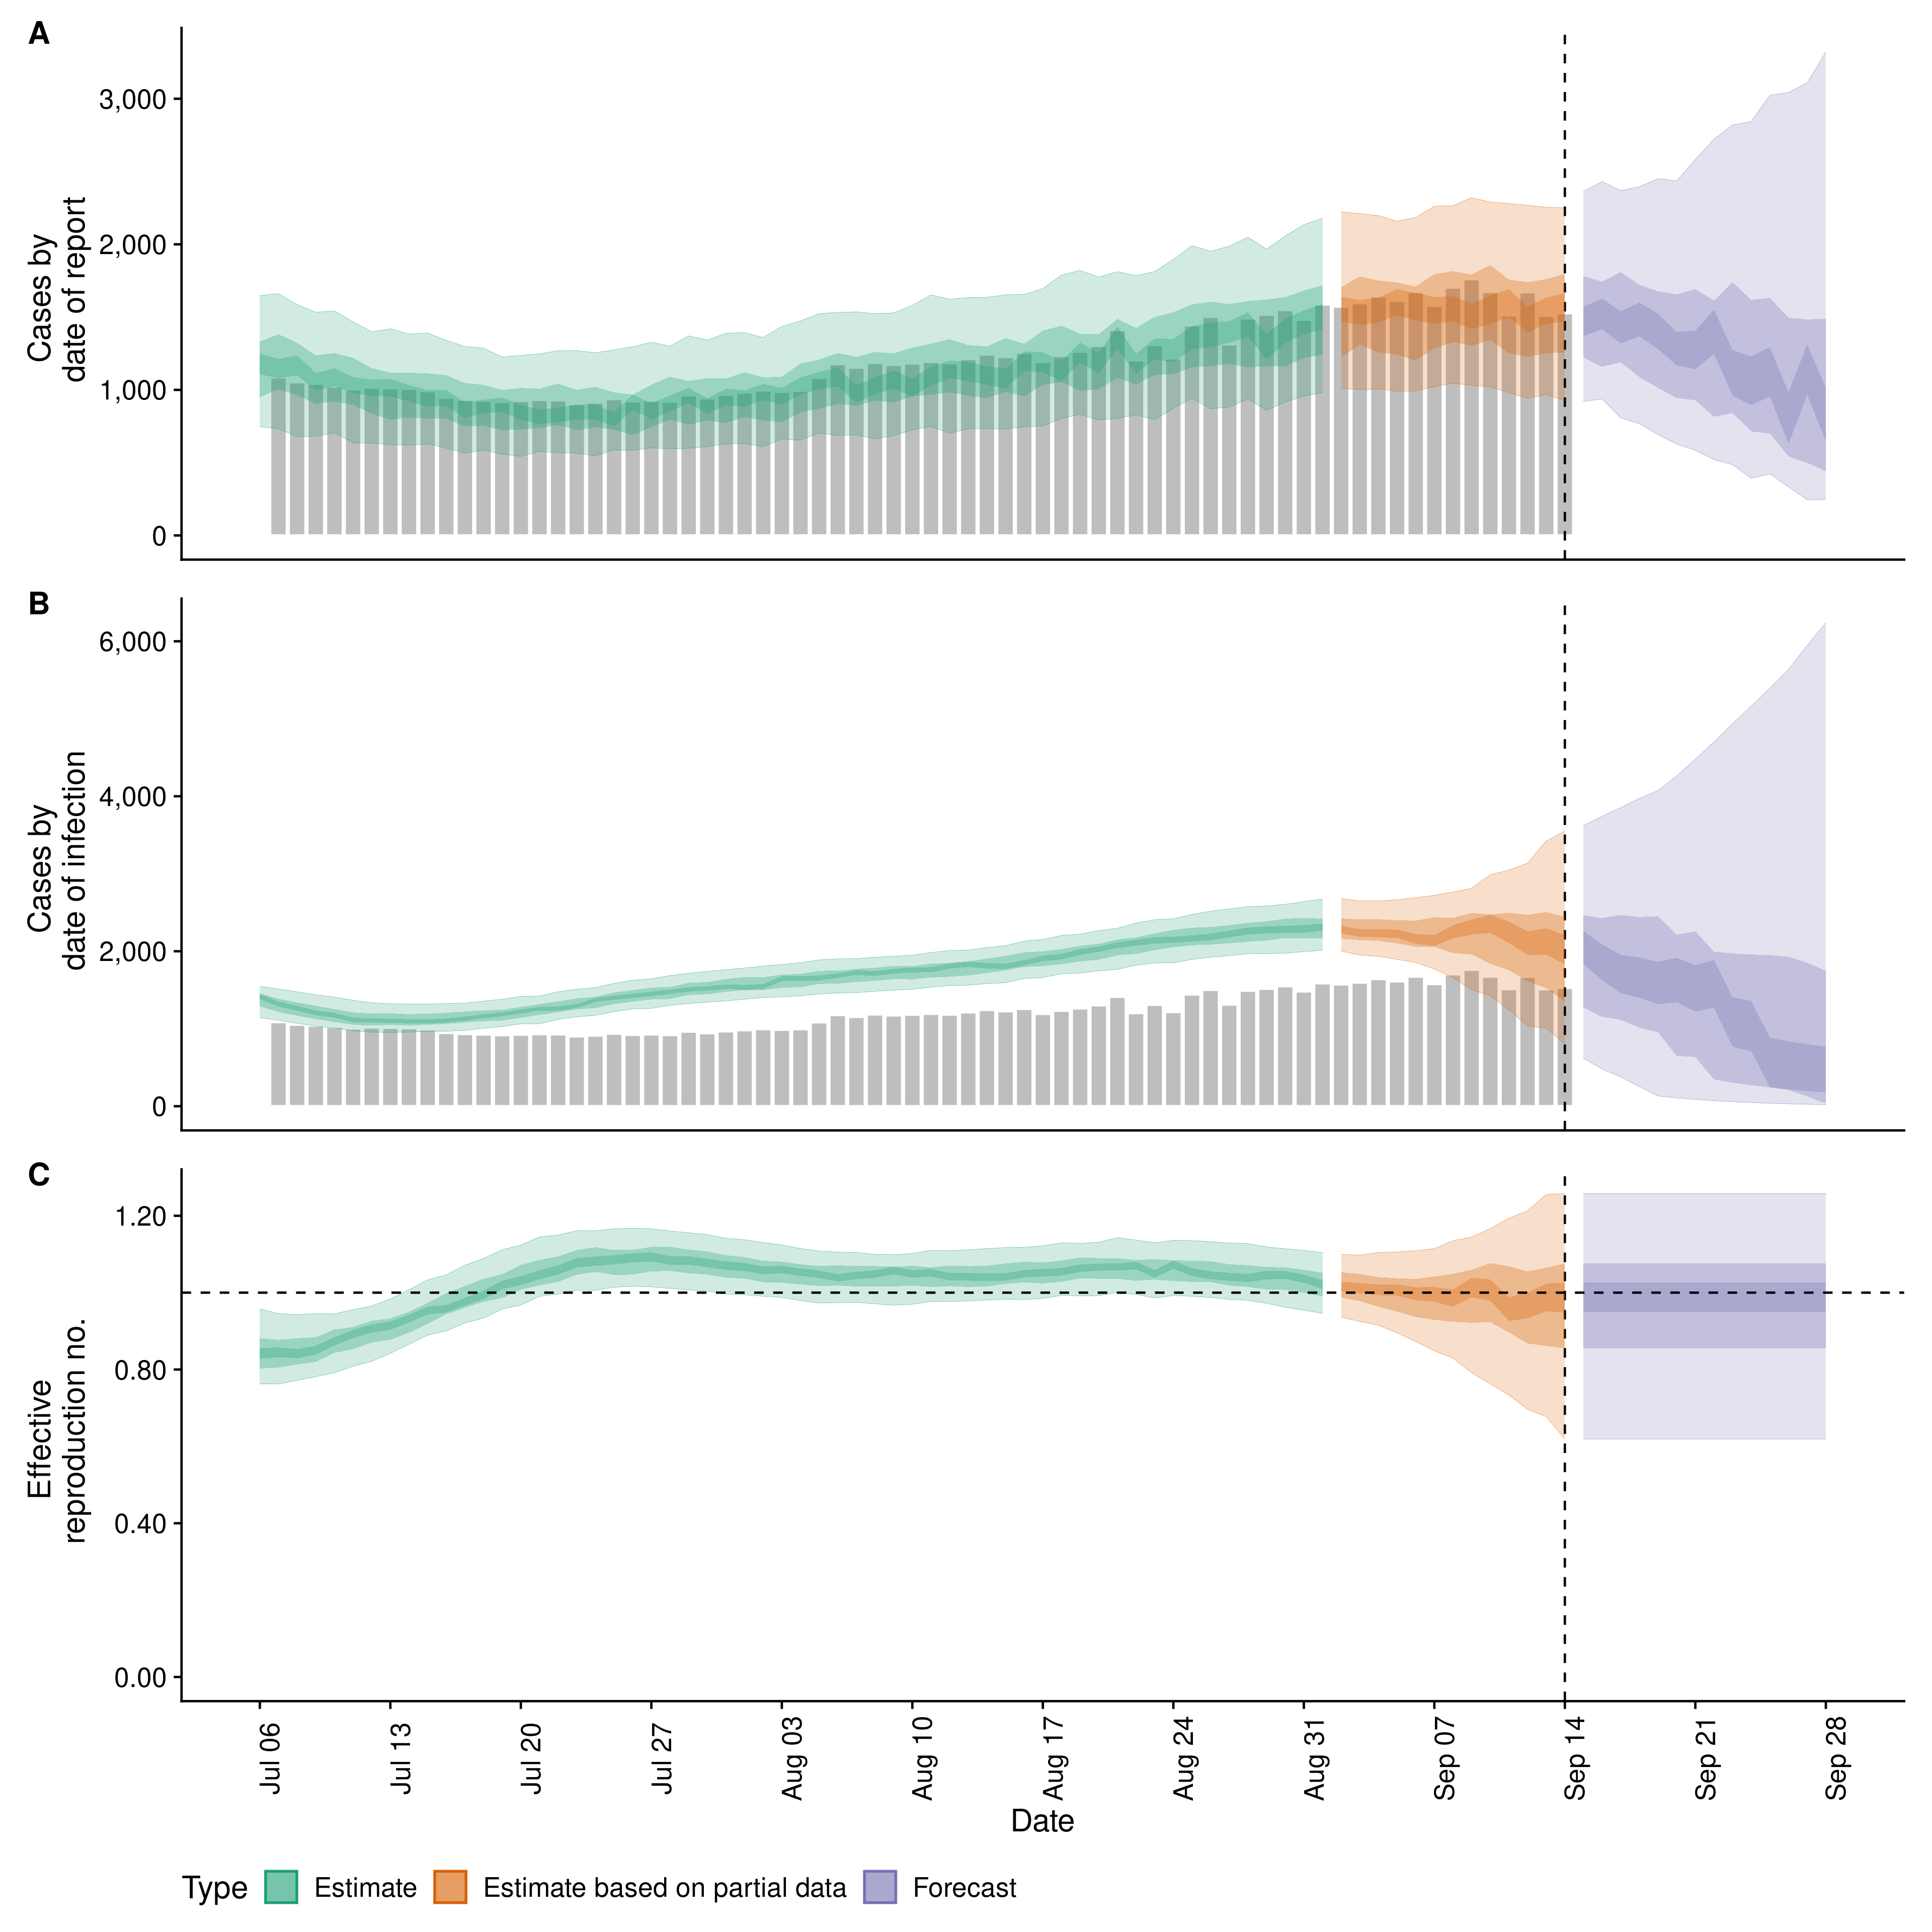 A
Cases by
date of report
3,000
2,000
1,000
0
B
Cases by
date of infection
6,000
4,000
2,000
0
C
Effective
reproduction no.
1.20
0.80
0.40
0.00
Jul 06
Jul 13
Jul 20
Jul 27
Aug 03
Aug 10
Aug 17
Aug 24
Aug 31
Sep 07
Sep 14
Sep 21
Sep 28
Date
Type Estimate Estimate based on partial data Forecast